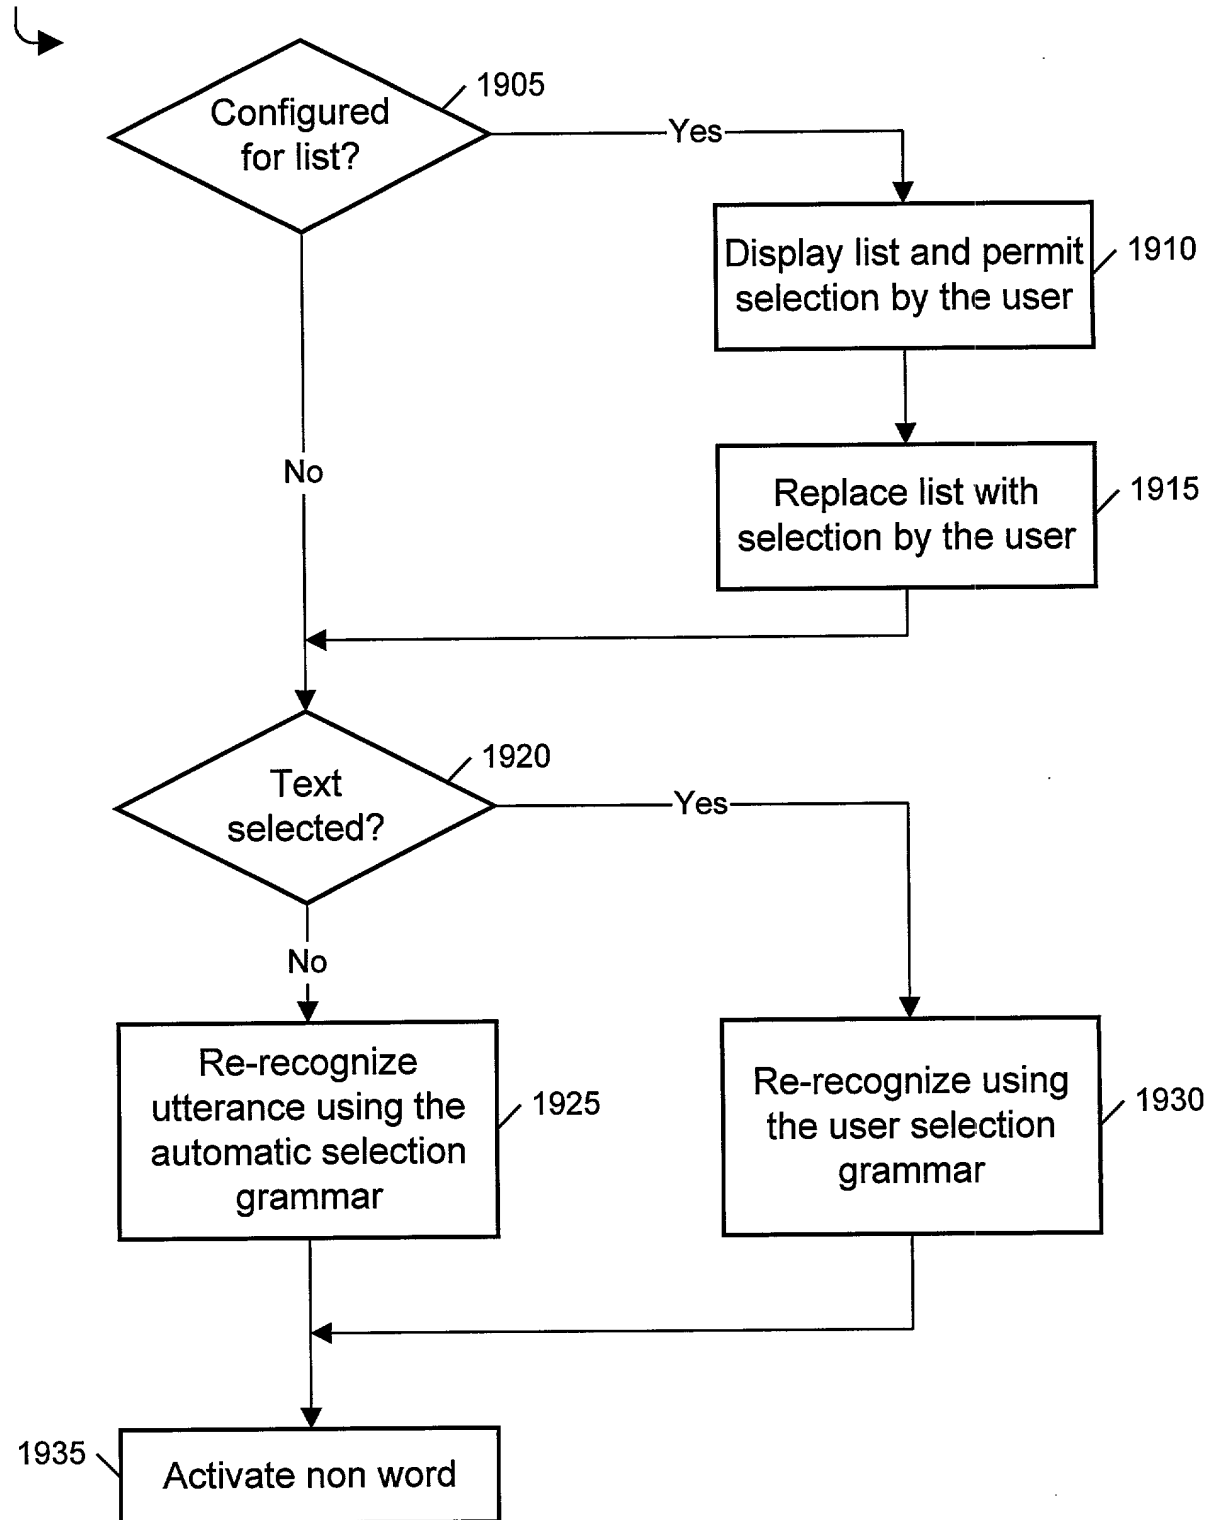 1905
Configured
for list?
Yes
Display list and permit
selection by the user
1910
No
Replace list with
selection by the user
1915
1920
Text
selected?
Yes
No
Re-recognize
utterance using the
automatic selection
grammar
1925
Re-recognize using
the user selection
grammar
1930
1935
Activate non word